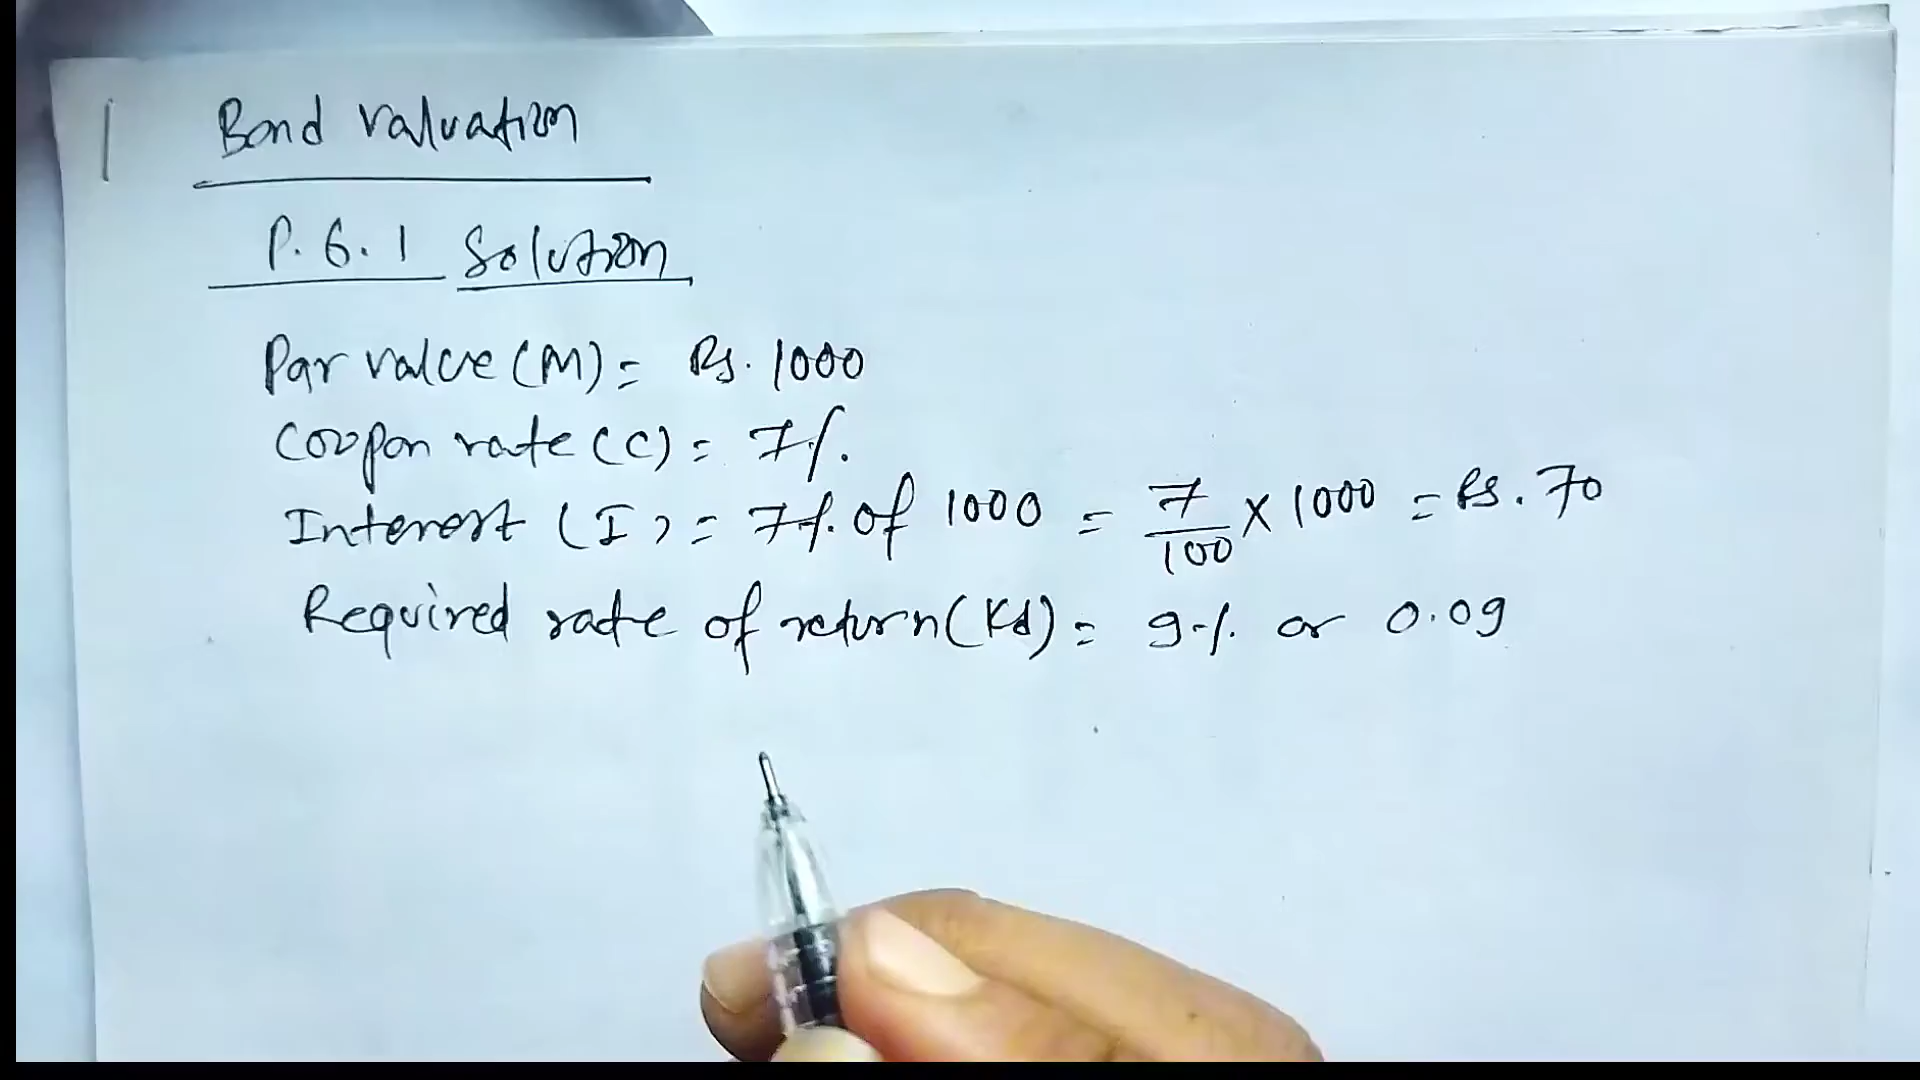 Bond valuation
P.6.1 Solution
Par value (M) = Rs. 1000
Coupon rate (C) = 7%.
Interest (I) = 7% of 1000 = 7/100 × 1000 = Rs. 70
Required rate of return (Kd) = 9% or 0.09